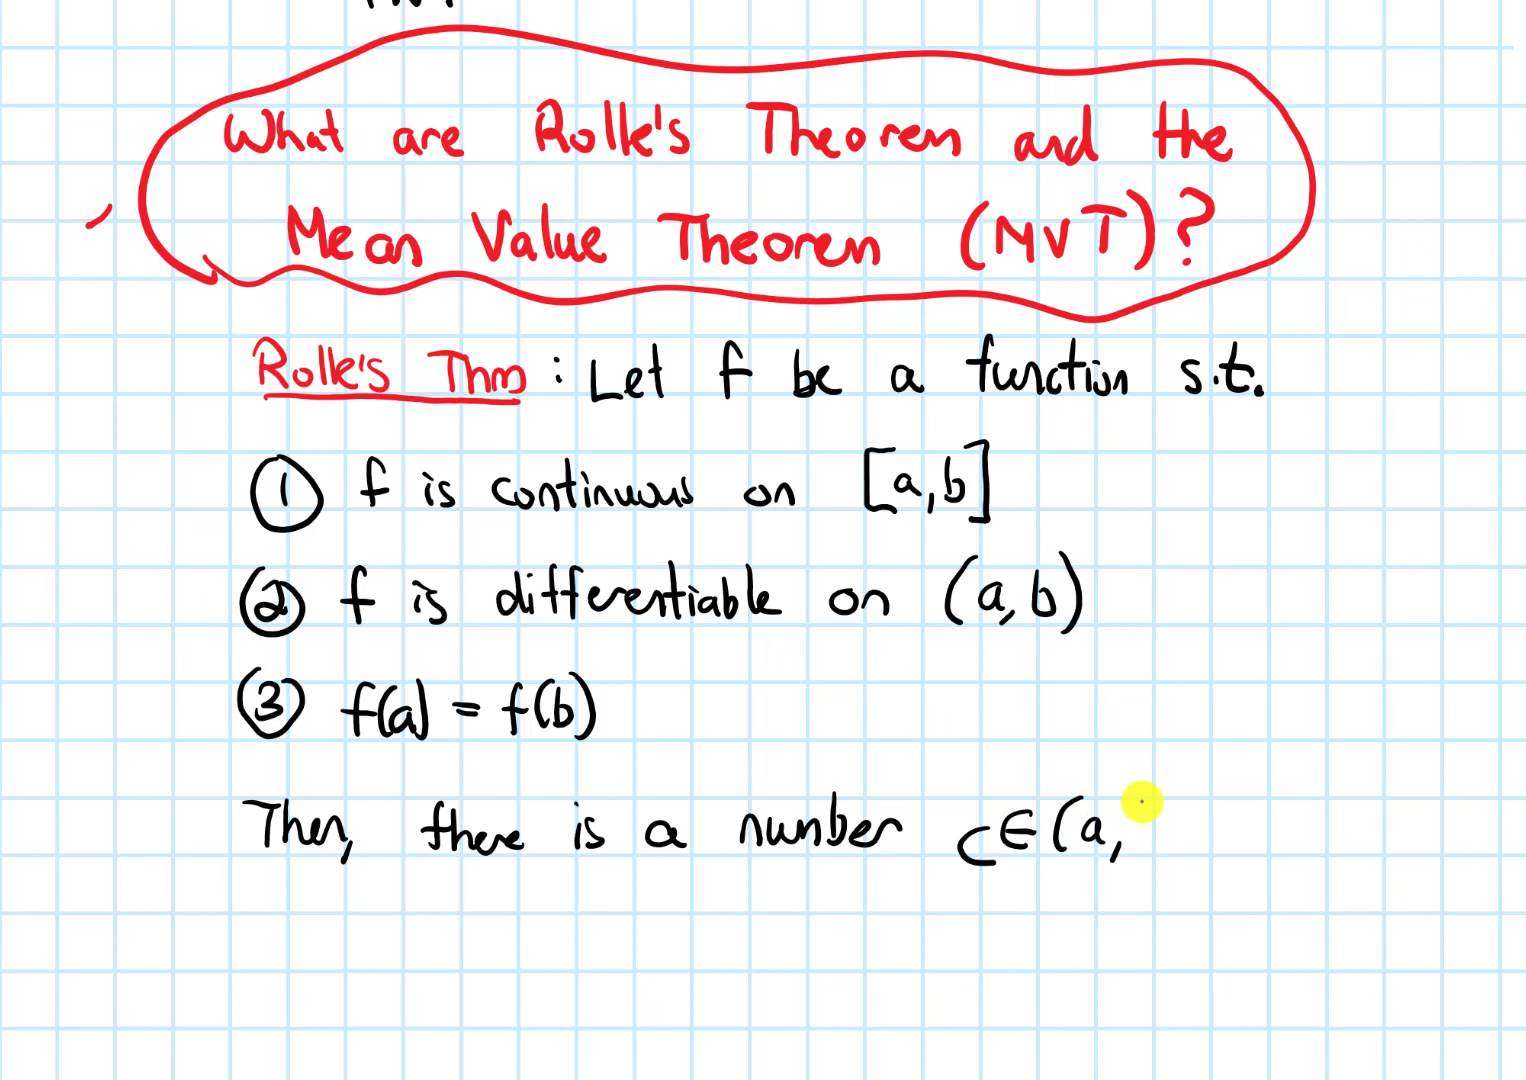 What are Rolle's Theorem and the
Mean Value Theorem (MVT)?
Rolle's Thm : Let f be a function s.t.
① f is continuous on [a,b]
② f is differentiable on (a,b)
③ f(a) = f(b)
Then, there is a number c∈(a,